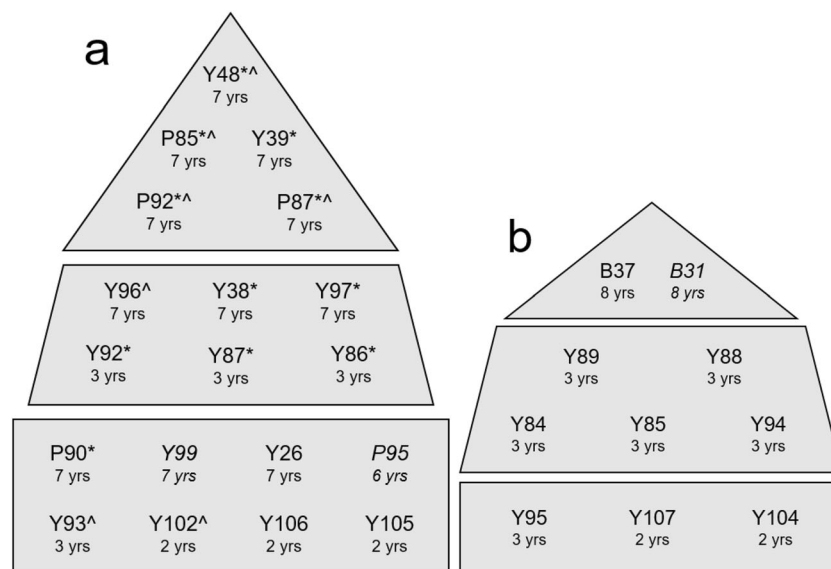 a
Y48*^
7 yrs
P85*^ Y39*
7 yrs 7 yrs
P92*^ P87*^
7 yrs 7 yrs
Y96^ Y38* Y97*
7 yrs 7 yrs 7 yrs
Y92* Y87* Y86*
3 yrs 3 yrs 3 yrs
P90* Y99 Y26 P95
7 yrs 7 yrs 7 yrs 6 yrs
Y93^ Y102^ Y106 Y105
3 yrs 2 yrs 2 yrs 2 yrs
b
B37 B31
8 yrs 8 yrs
Y89 Y88
3 yrs 3 yrs
Y84 Y85 Y94
3 yrs 3 yrs 3 yrs
Y95 Y107 Y104
3 yrs 2 yrs 2 yrs